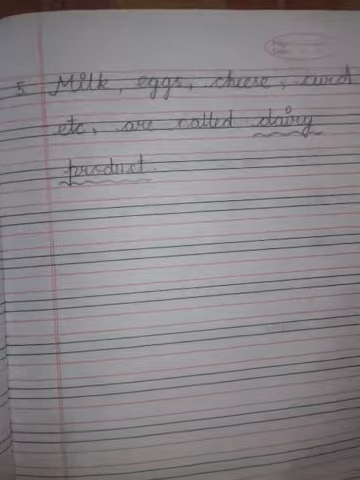 5. Milk, eggs, cheese, curd
etc, are called dairy
product.